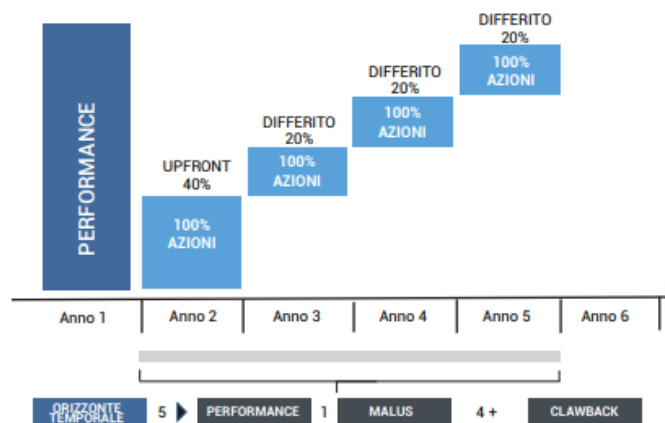 DIFFERITO
20%
100%
AZIONI
DIFFERITO
20%
100%
AZIONI
DIFFERITO
20%
100%
AZIONI
UPFRONT
40%
100%
AZIONI
PERFORMANCE
Anno 1
Anno 2
Anno 3
Anno 4
Anno 5
Anno 6
ORIZZONTE
TEMPORALE
5
PERFORMANCE
1
MALUS
4 +
CLAWBACK